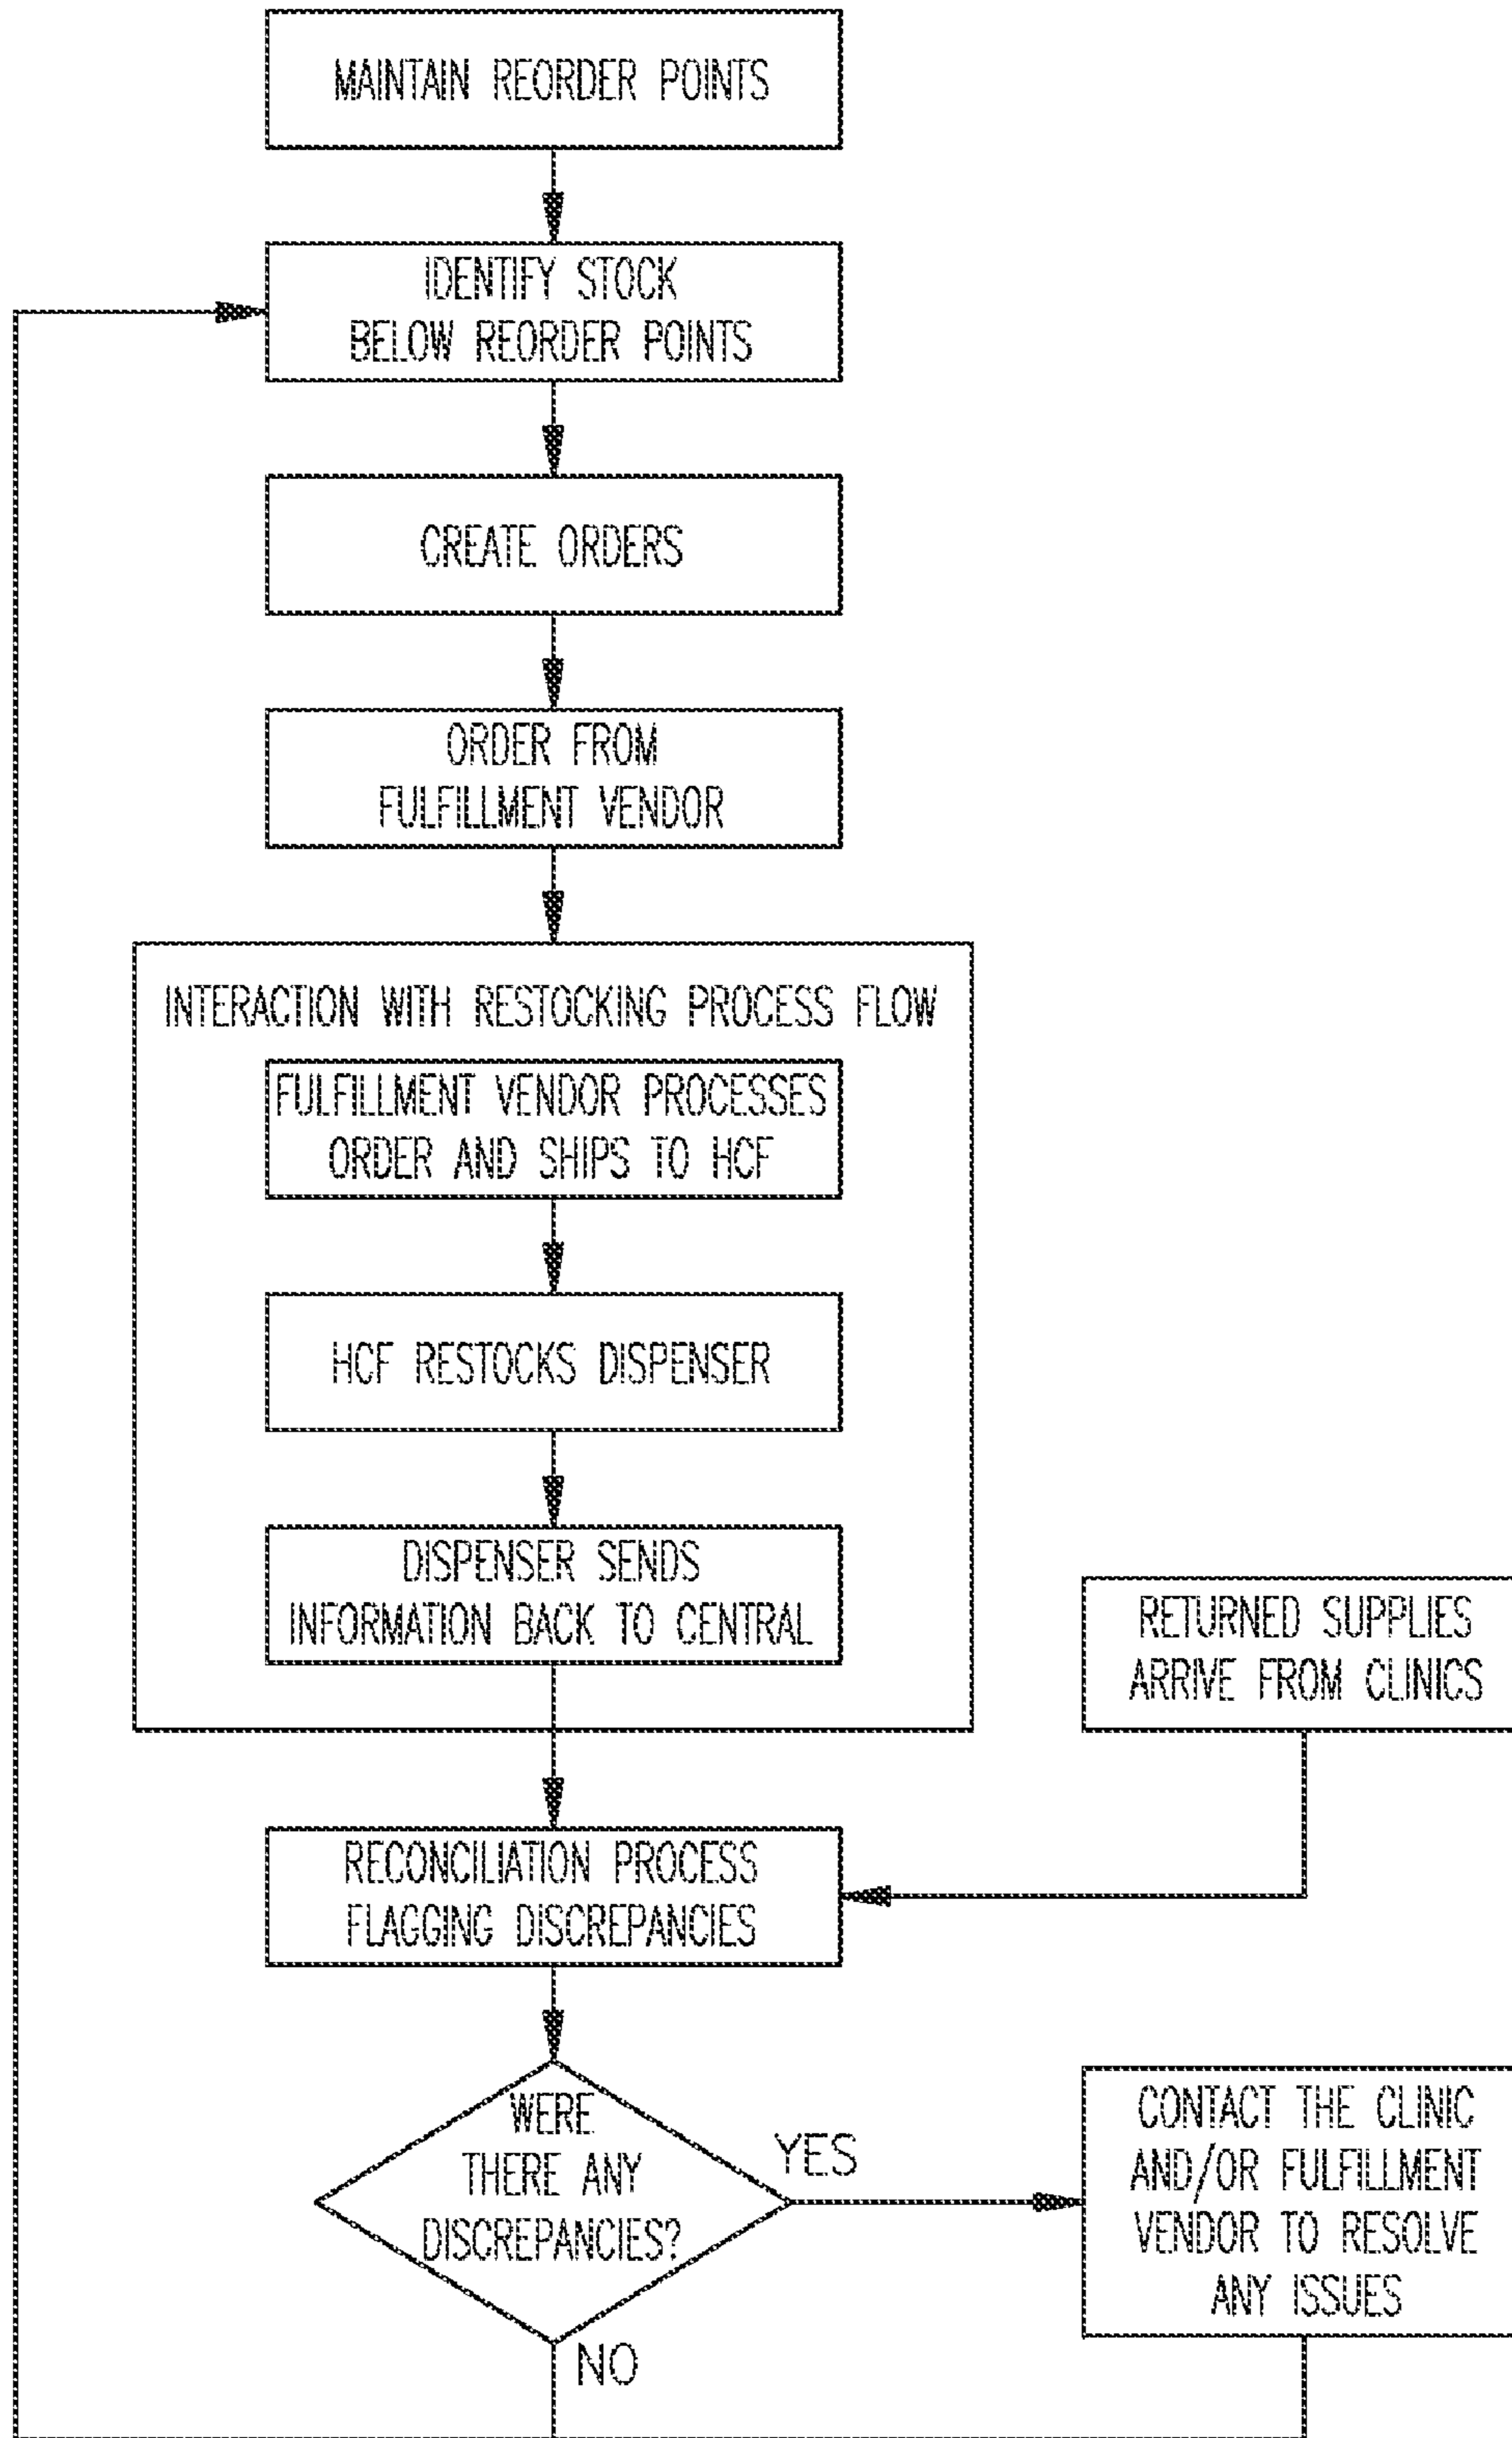 MAINTAIN REORDER POINTS
IDENTIFY STOCK
BELOW REORDER POINTS
CREATE ORDERS
ORDER FROM
FULFILLMENT VENDOR
INTERACTION WITH RESTOCKING PROCESS FLOW
FULFILLMENT VENDOR PROCESSES
ORDER AND SHIPS TO HCF
HCF RESTOCKS DISPENSER
DISPENSER SENDS
INFORMATION BACK TO CENTRAL
RETURNED SUPPLIES
ARRIVE FROM CLINICS
RECONCILIATION PROCESS
FLAGGING DISCREPANCIES
WERE
THERE ANY
DISCREPANCIES?
YES
NO
CONTACT THE CLINIC
AND/OR FULFILLMENT
VENDOR TO RESOLVE
ANY ISSUES